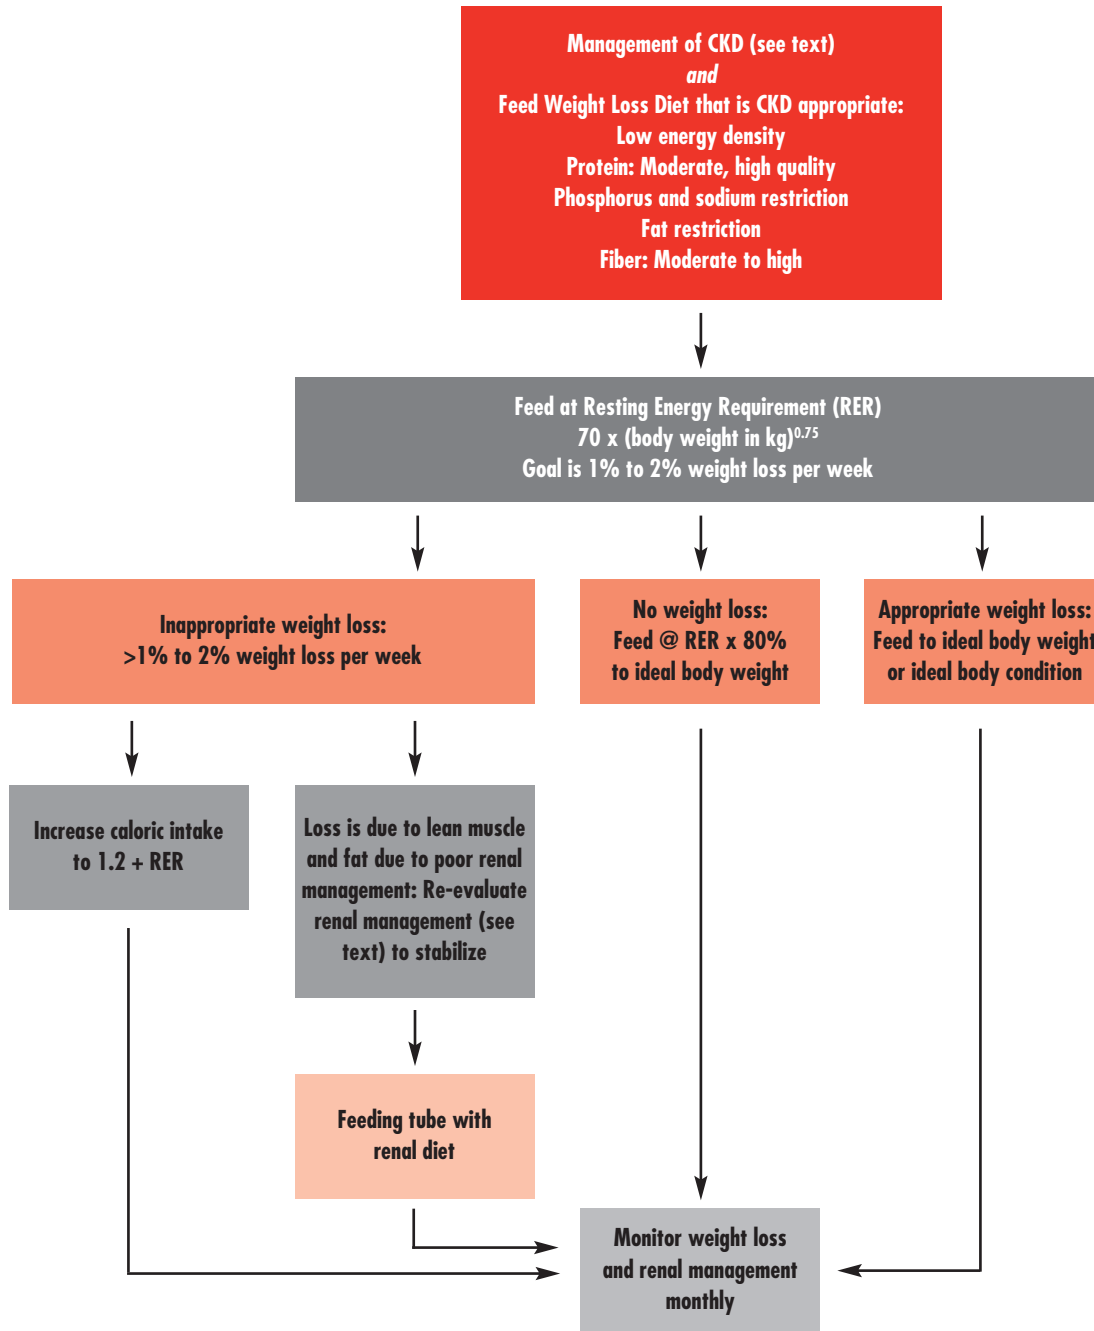 Management of CKD (see text)
and
Feed Weight Loss Diet that is CKD appropriate:
Low energy density
Protein: Moderate, high quality
Phosphorus and sodium restriction
Fat restriction
Fiber: Moderate to high
Feed at Resting Energy Requirement (RER)
70 x (body weight in kg)^0.75
Goal is 1% to 2% weight loss per week
Inappropriate weight loss:
>1% to 2% weight loss per week
No weight loss:
Feed @ RER x 80%
to ideal body weight
Appropriate weight loss:
Feed to ideal body weight
or ideal body condition
Increase caloric intake
to 1.2 + RER
Loss is due to lean muscle
and fat due to poor renal
management: Re-evaluate
renal management (see
text) to stabilize
Feeding tube with
renal diet
Monitor weight loss
and renal management
monthly